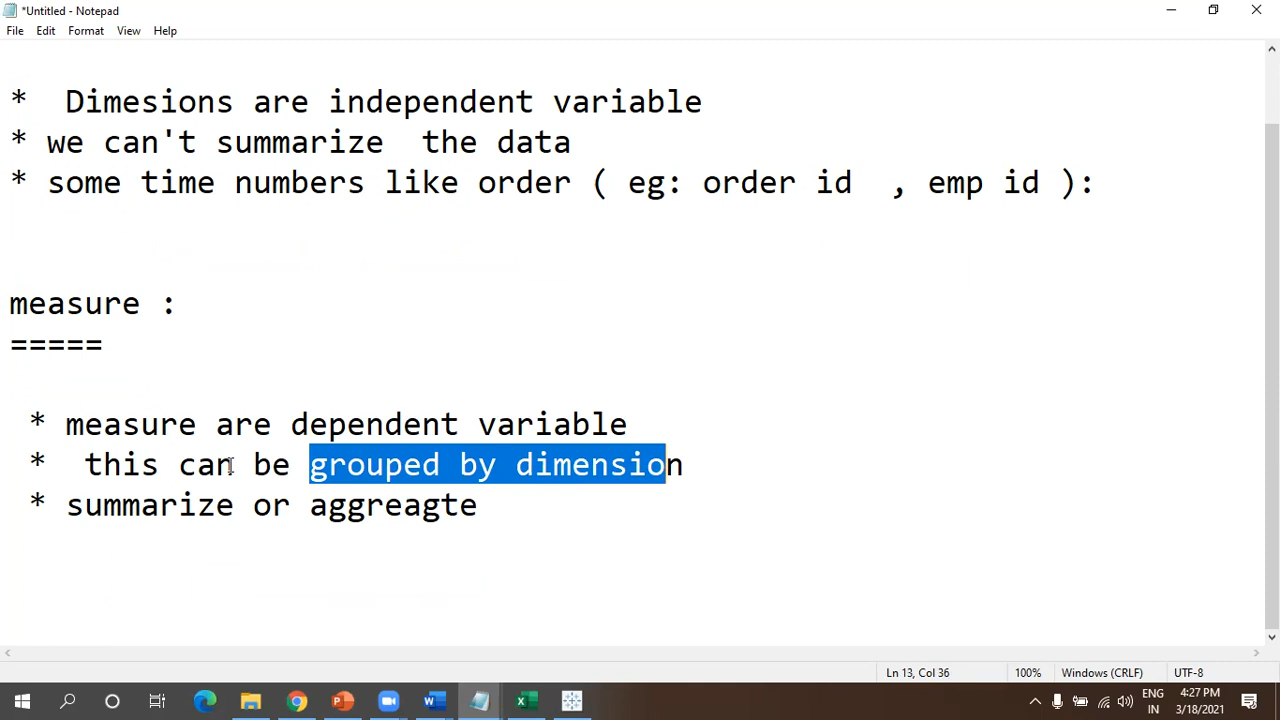 *Untitled - Notepad
File Edit Format View Help
* Dimesions are independent variable
* we can't summarize the data
* some time numbers like order ( eg: order id , emp id ):
measure :
=====
* measure are dependent variable
* this can be grouped by dimension
* summarize or aggreagte
Ln 13, Col 36 100% Windows (CRLF) UTF-8
ENG 4:27 PM
IN 3/18/2021